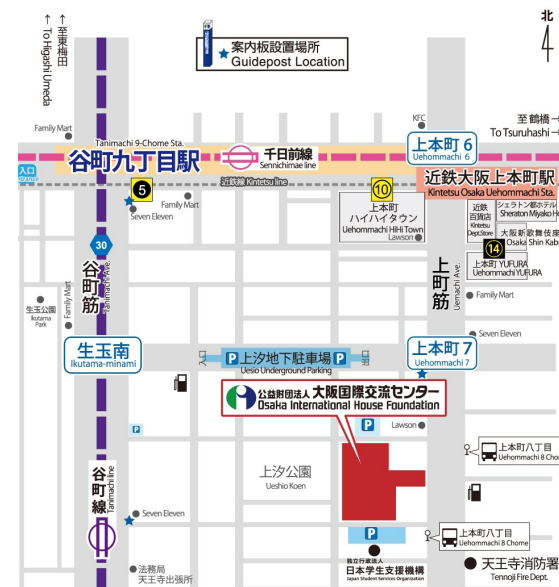 北
↑至東梅田
To Higashi Umeda
案内板設置場所
Guidepost Location
Family Mart
Tanimachi 9-Chome Sta.
谷町九丁目駅
千日前線
Sennichimae line
KFC
上本町 6
Uehommachi 6
至 鶴橋→
To Tsuruhashi→
入口
近鉄線 Kintetsu line
近鉄大阪上本町駅
Kintetsu Osaka Uehommachi Sta.
5
Seven Eleven
Family Mart
10
上本町
ハイハイタウン
Uehommachi HiHi Town
Lawson
近鉄
百貨店
Kintetsu
Dept.Store
シェラトン都ホテル
Sheraton Miyako Ho
大阪新歌舞伎座
Osaka Shin Kabu
14
上本町 YUFURA
Uehommachi YUFURA
30
谷町筋
Tanimachi Ave.
上町筋
Uemachi Ave.
生玉公園
Ikutama
Park
Family Mart
Family Mart
Seven Eleven
生玉南
Ikutama-minami
入口
P 上汐地下駐車場 P
出口
Uesio Underground Parking
上本町 7
Uehommachi 7
公益財団法人 大阪国際交流センター
Osaka International House Foundation
P
P
Lawson
上本町八丁目
Uehommachi 8 Chom
上汐公園
Ueshio Koen
谷町線
Tanimachi line
Seven Eleven
P
上本町八丁目
Uehommachi 8 Chome
法務局
天王寺出張所
独立行政法人
日本学生支援機構
Japan Student Services Organization
天王寺消防署
Tennoji Fire Dept.